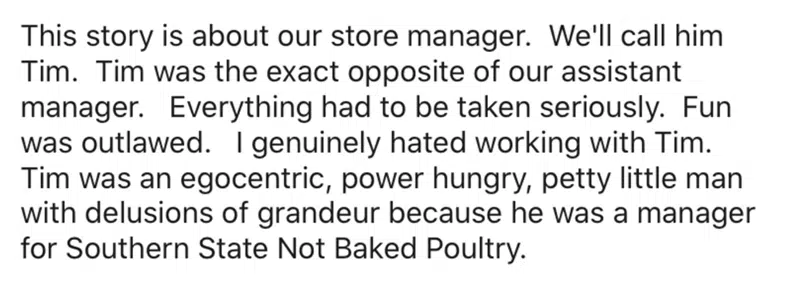 This story is about our store manager.  We'll call him
Tim.  Tim was the exact opposite of our assistant
manager.   Everything had to be taken seriously.  Fun
was outlawed.   I genuinely hated working with Tim.
Tim was an egocentric, power hungry, petty little man
with delusions of grandeur because he was a manager
for Southern State Not Baked Poultry.